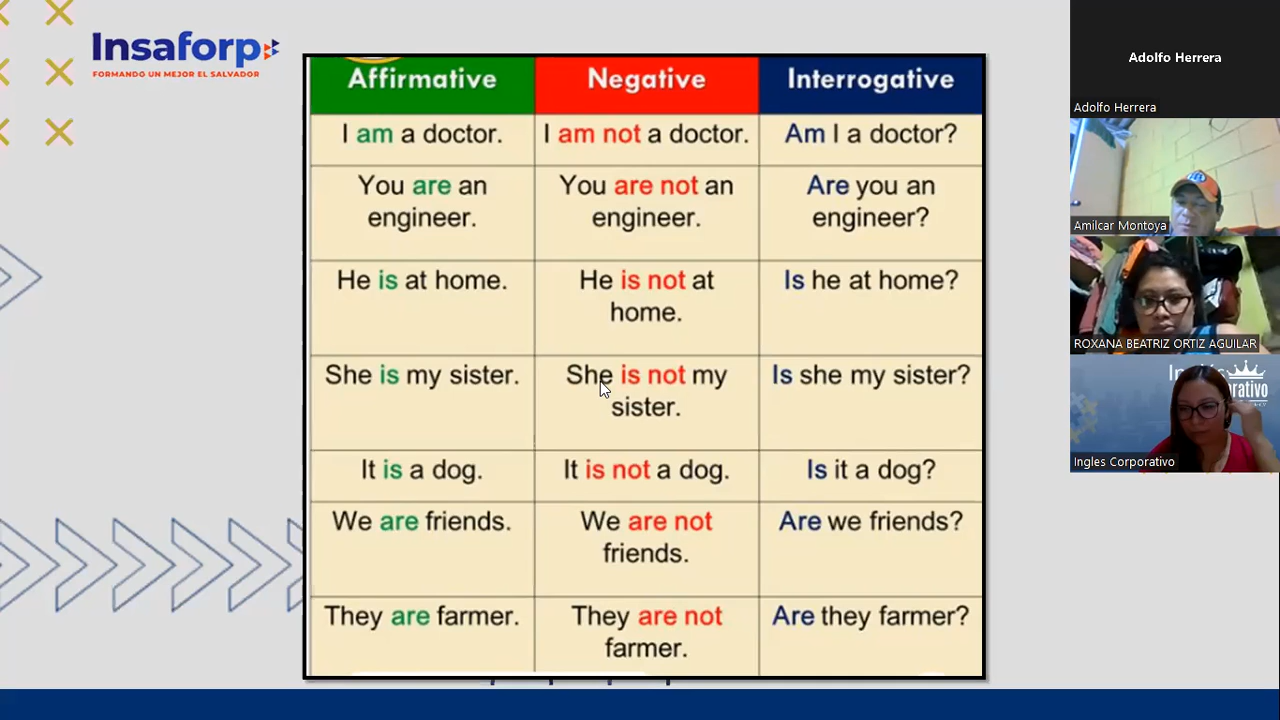 Insaforp
FORMANDO UN MEJOR EL SALVADOR
Affirmative
Negative
Interrogative
I am a doctor.
I am not a doctor.
Am I a doctor?
You are an
engineer.
You are not an
engineer.
Are you an
engineer?
He is at home.
He is not at
home.
Is he at home?
She is my sister.
She is not my
sister.
Is she my sister?
It is a dog.
It is not a dog.
Is it a dog?
We are friends.
We are not
friends.
Are we friends?
They are farmer.
They are not
farmer.
Are they farmer?
Adolfo Herrera
Adolfo Herrera
Amilcar Montoya
ROXANA BEATRIZ ORTIZ AGUILAR
Ingles Corporativo